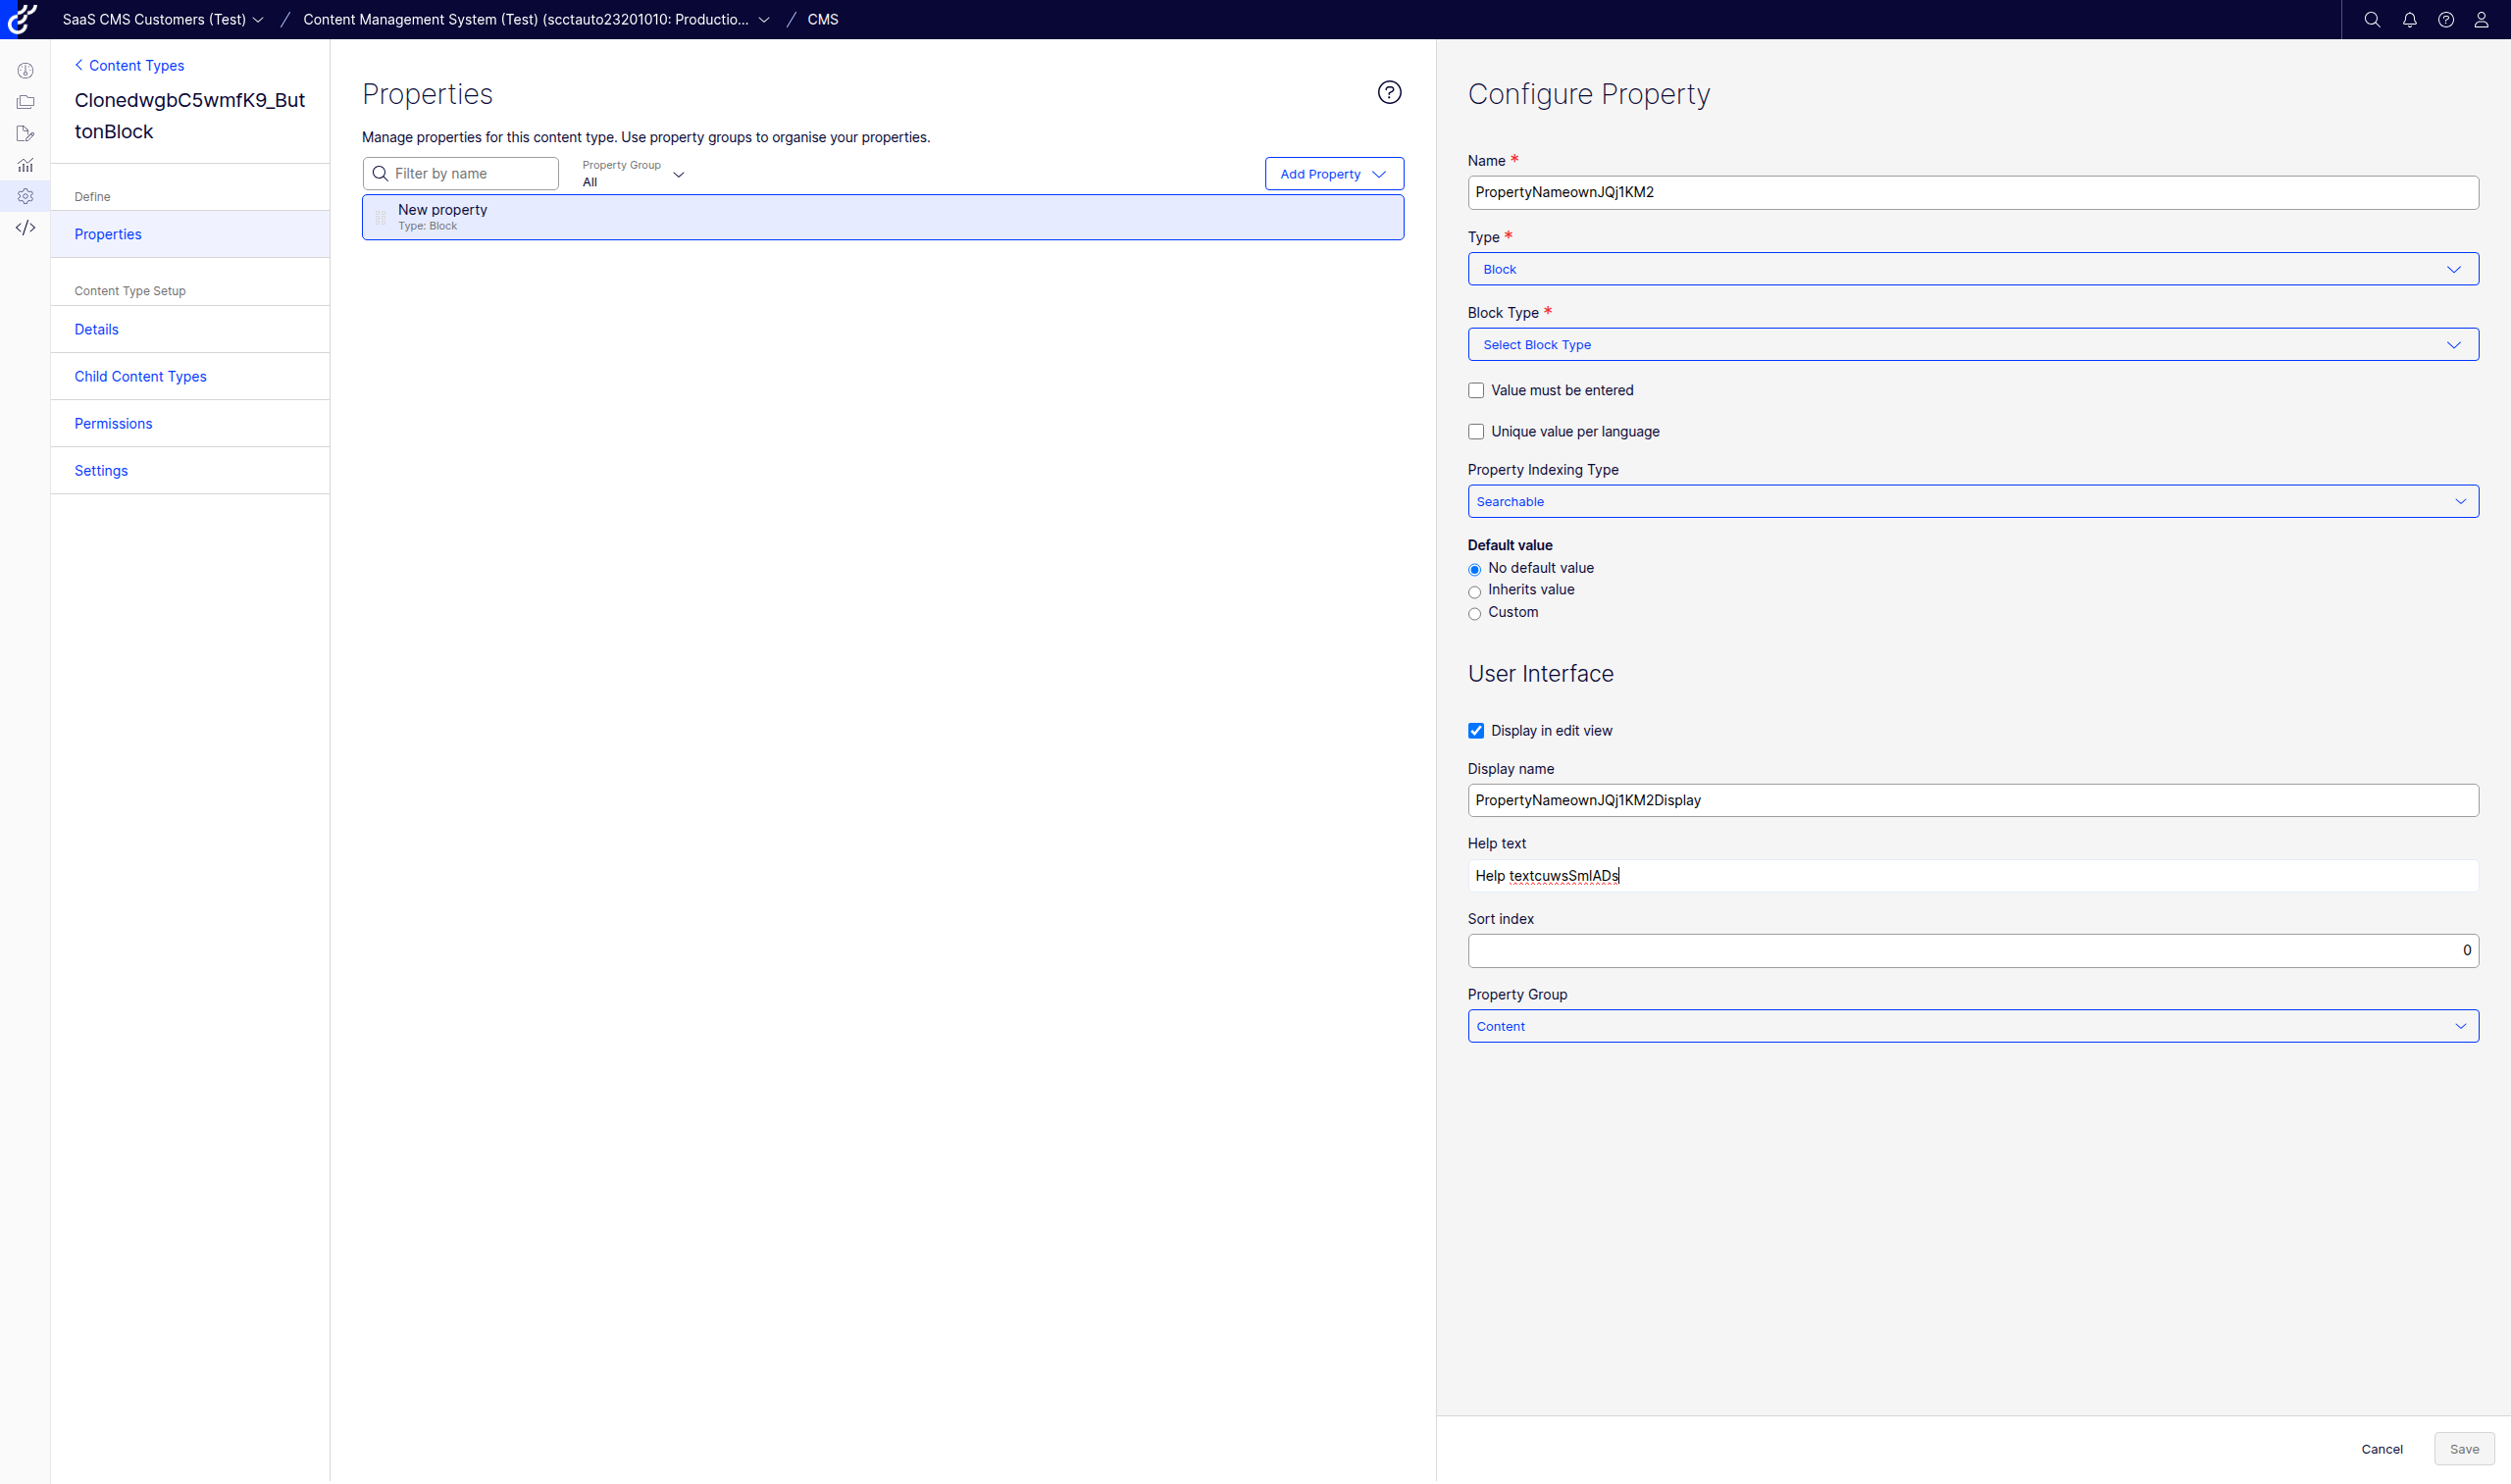 SaaS CMS Customers (Test) / Content Management System (Test) (scctauto23201010: Productio... / CMS
Content Types
ClonedwgbC5wmfK9_But
tonBlock
Define
Properties
Content Type Setup
Details
Child Content Types
Permissions
Settings
Properties
Manage properties for this content type. Use property groups to organise your properties.
Filter by name
Property Group
All
Add Property
New property
Type: Block
Configure Property
Name *
PropertyNameownJQj1KM2
Type *
Block
Block Type *
Select Block Type
Value must be entered
Unique value per language
Property Indexing Type
Searchable
Default value
No default value
Inherits value
Custom
User Interface
Display in edit view
Display name
PropertyNameownJQj1KM2Display
Help text
Help textcuwsSmlADs
Sort index
0
Property Group
Content
Cancel
Save